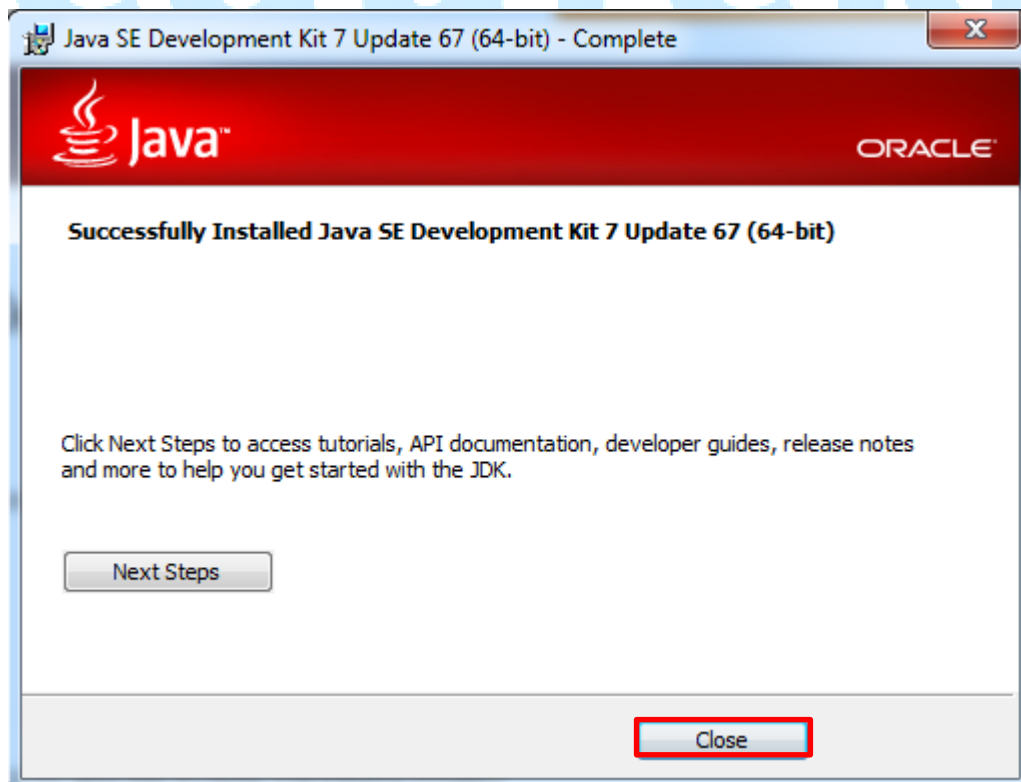 Java SE Development Kit 7 Update 67 (64-bit) - Complete
Java™
ORACLE
Successfully Installed Java SE Development Kit 7 Update 67 (64-bit)
Click Next Steps to access tutorials, API documentation, developer guides, release notes
and more to help you get started with the JDK.
Next Steps
Close